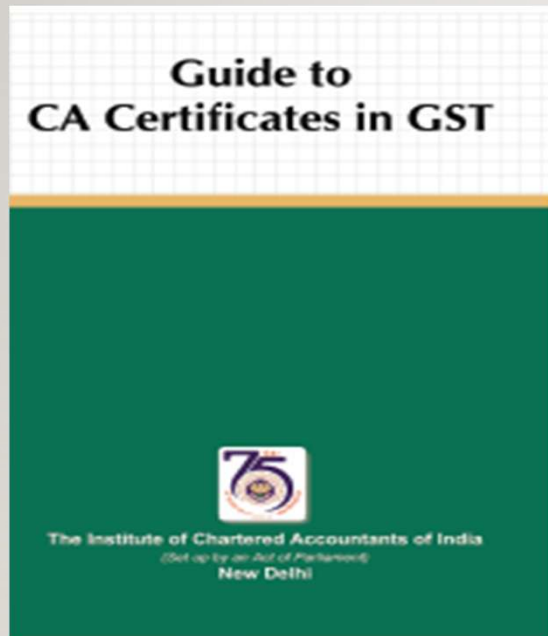 Guide to
CA Certificates in GST
75
The Institute of Chartered Accountants of India
(Set up by an Act of Parliament)
New Delhi